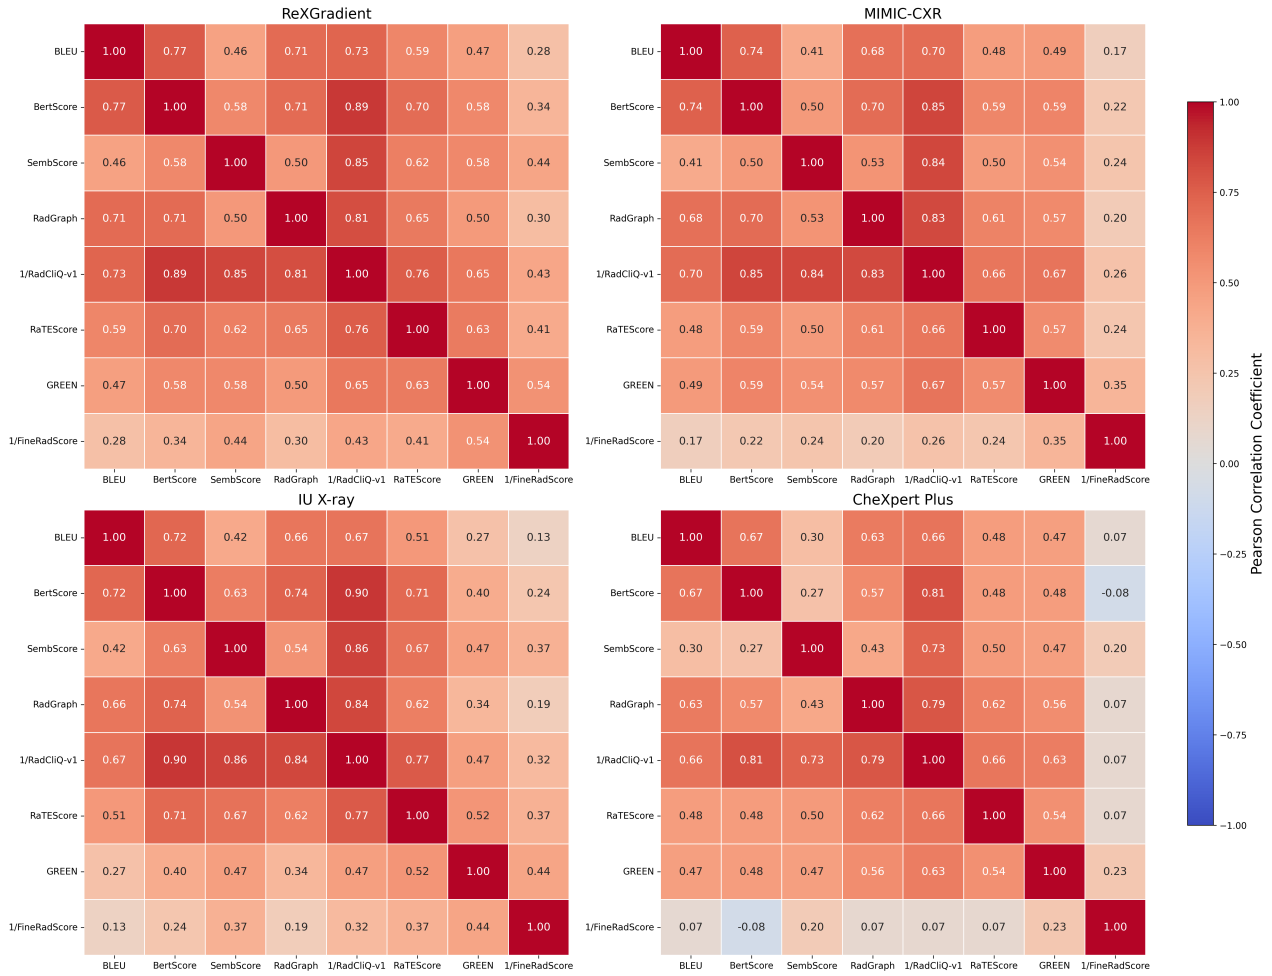 ReXGradient
BLEU 1.00 0.77 0.46 0.71 0.73 0.59 0.47 0.28
BertScore 0.77 1.00 0.58 0.71 0.89 0.70 0.58 0.34
SembScore 0.46 0.58 1.00 0.50 0.85 0.62 0.58 0.44
RadGraph 0.71 0.71 0.50 1.00 0.81 0.65 0.50 0.30
1/RadCliQ-v1 0.73 0.89 0.85 0.81 1.00 0.76 0.65 0.43
RaTEScore 0.59 0.70 0.62 0.65 0.76 1.00 0.63 0.41
GREEN 0.47 0.58 0.58 0.50 0.65 0.63 1.00 0.54
1/FineRadScore 0.28 0.34 0.44 0.30 0.43 0.41 0.54 1.00
BLEU BertScore SembScore RadGraph 1/RadCliQ-v1 RaTEScore GREEN 1/FineRadScore
MIMIC-CXR
BLEU 1.00 0.74 0.41 0.68 0.70 0.48 0.49 0.17
BertScore 0.74 1.00 0.50 0.70 0.85 0.59 0.59 0.22
SembScore 0.41 0.50 1.00 0.53 0.84 0.50 0.54 0.24
RadGraph 0.68 0.70 0.53 1.00 0.83 0.61 0.57 0.20
1/RadCliQ-v1 0.70 0.85 0.84 0.83 1.00 0.66 0.67 0.26
RaTEScore 0.48 0.59 0.50 0.61 0.66 1.00 0.57 0.24
GREEN 0.49 0.59 0.54 0.57 0.67 0.57 1.00 0.35
1/FineRadScore 0.17 0.22 0.24 0.20 0.26 0.24 0.35 1.00
BLEU BertScore SembScore RadGraph 1/RadCliQ-v1 RaTEScore GREEN 1/FineRadScore
IU X-ray
BLEU 1.00 0.72 0.42 0.66 0.67 0.51 0.27 0.13
BertScore 0.72 1.00 0.63 0.74 0.90 0.71 0.40 0.24
SembScore 0.42 0.63 1.00 0.54 0.86 0.67 0.47 0.37
RadGraph 0.66 0.74 0.54 1.00 0.84 0.62 0.34 0.19
1/RadCliQ-v1 0.67 0.90 0.86 0.84 1.00 0.77 0.47 0.32
RaTEScore 0.51 0.71 0.67 0.62 0.77 1.00 0.52 0.37
GREEN 0.27 0.40 0.47 0.34 0.47 0.52 1.00 0.44
1/FineRadScore 0.13 0.24 0.37 0.19 0.32 0.37 0.44 1.00
BLEU BertScore SembScore RadGraph 1/RadCliQ-v1 RaTEScore GREEN 1/FineRadScore
CheXpert Plus
BLEU 1.00 0.67 0.30 0.63 0.66 0.48 0.47 0.07
BertScore 0.67 1.00 0.27 0.57 0.81 0.48 0.48 -0.08
SembScore 0.30 0.27 1.00 0.43 0.73 0.50 0.47 0.20
RadGraph 0.63 0.57 0.43 1.00 0.79 0.62 0.56 0.07
1/RadCliQ-v1 0.66 0.81 0.73 0.79 1.00 0.66 0.63 0.07
RaTEScore 0.48 0.48 0.50 0.62 0.66 1.00 0.54 0.07
GREEN 0.47 0.48 0.47 0.56 0.63 0.54 1.00 0.23
1/FineRadScore 0.07 -0.08 0.20 0.07 0.07 0.07 0.23 1.00
BLEU BertScore SembScore RadGraph 1/RadCliQ-v1 RaTEScore GREEN 1/FineRadScore
1.00
0.75
0.50
0.25
0.00
−0.25
−0.50
−0.75
−1.00
Pearson Correlation Coefficient